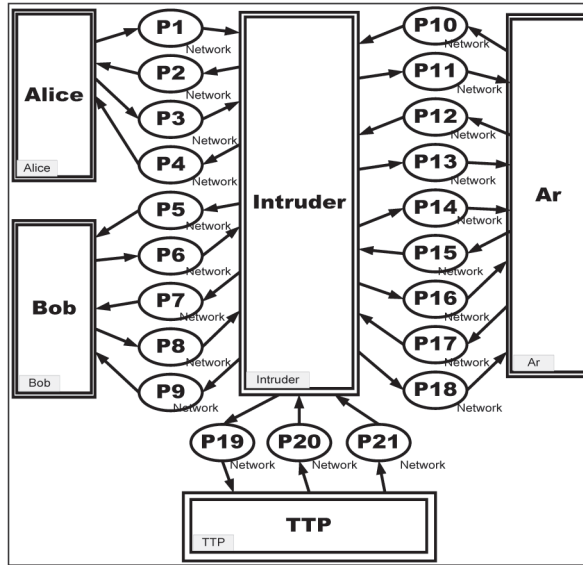 P1
Network
P2
Network
Alice
P3
Network
P4
Network
Alice
P5
Network
P6
Network
Bob
P7
Network
P8
Network
P9
Network
Bob
Intruder
Intruder
P10
Network
P11
Network
P12
Network
P13
Network
P14
Network
P15
Network
P16
Network
P17
Network
P18
Network
Ar
Ar
P19
Network
P20
Network
P21
Network
TTP
TTP